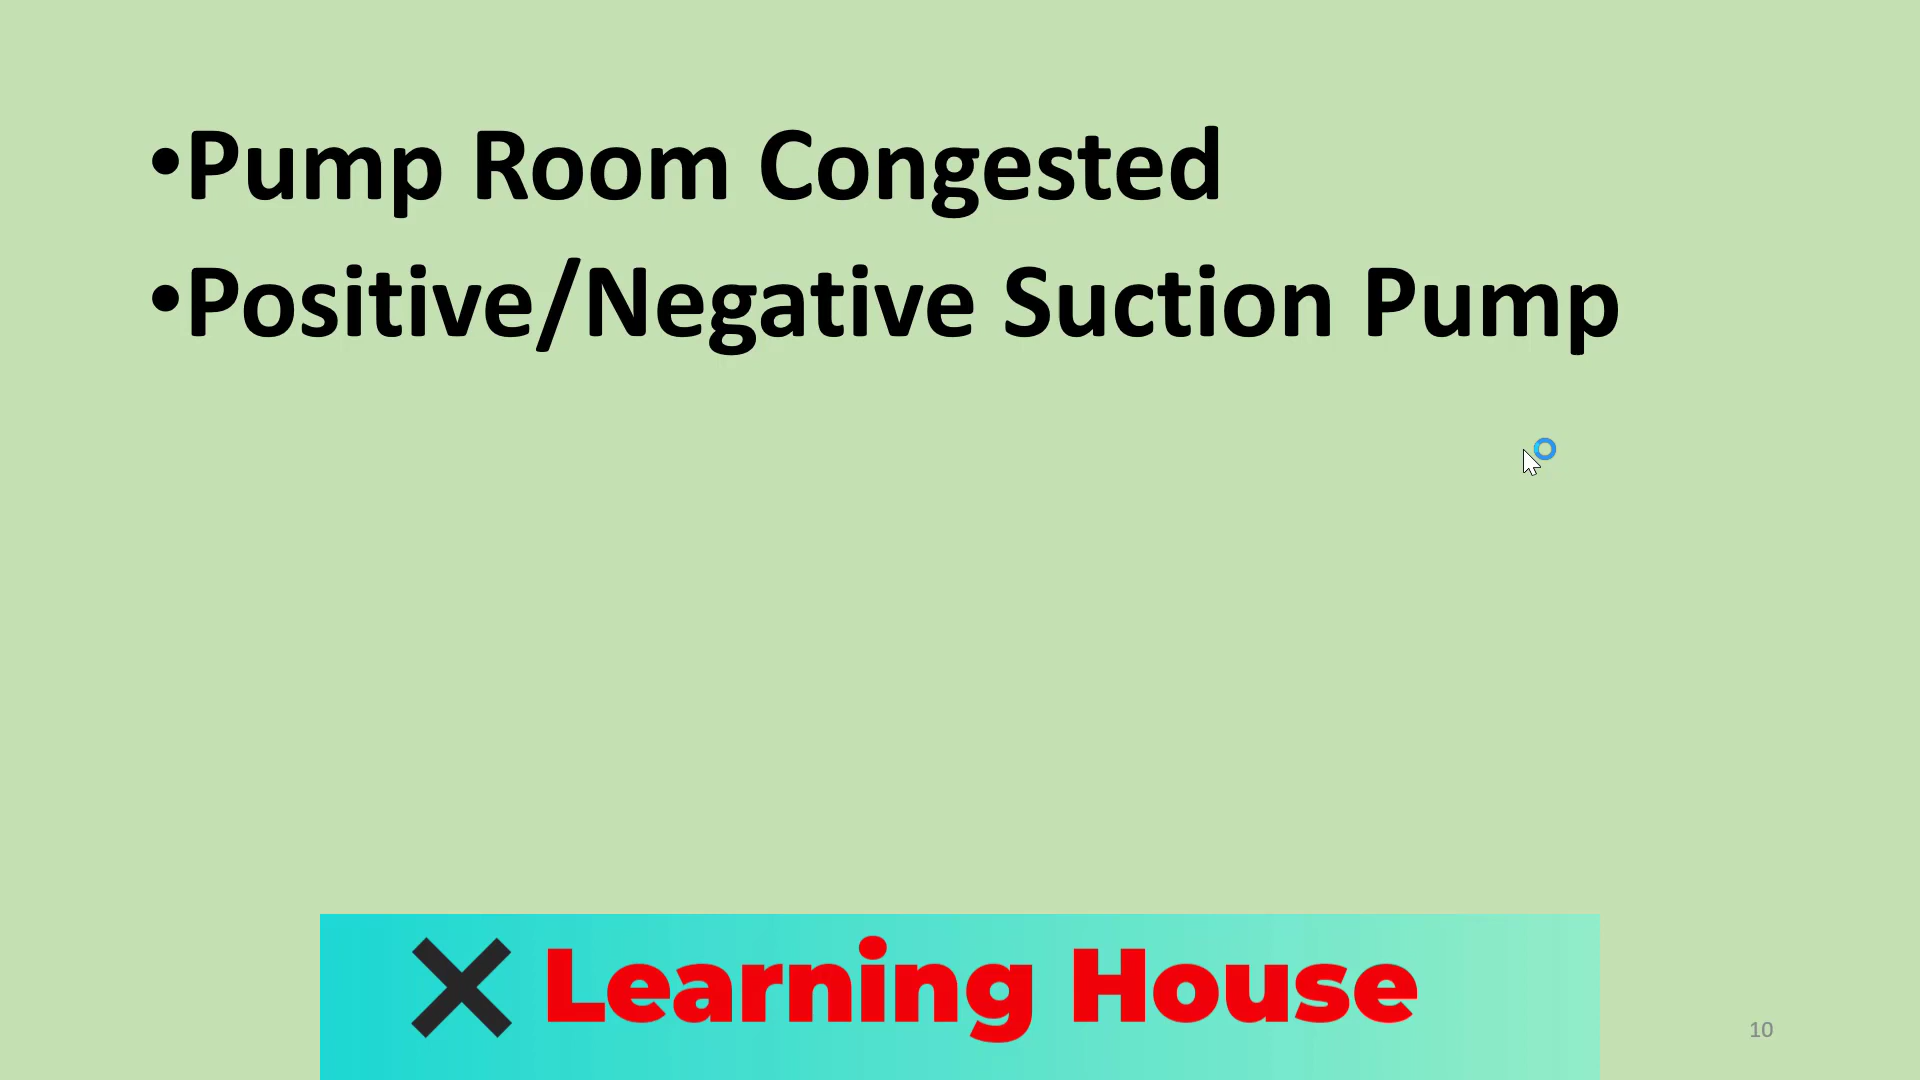 •Pump Room Congested
•Positive/Negative Suction Pump
Learning House
10